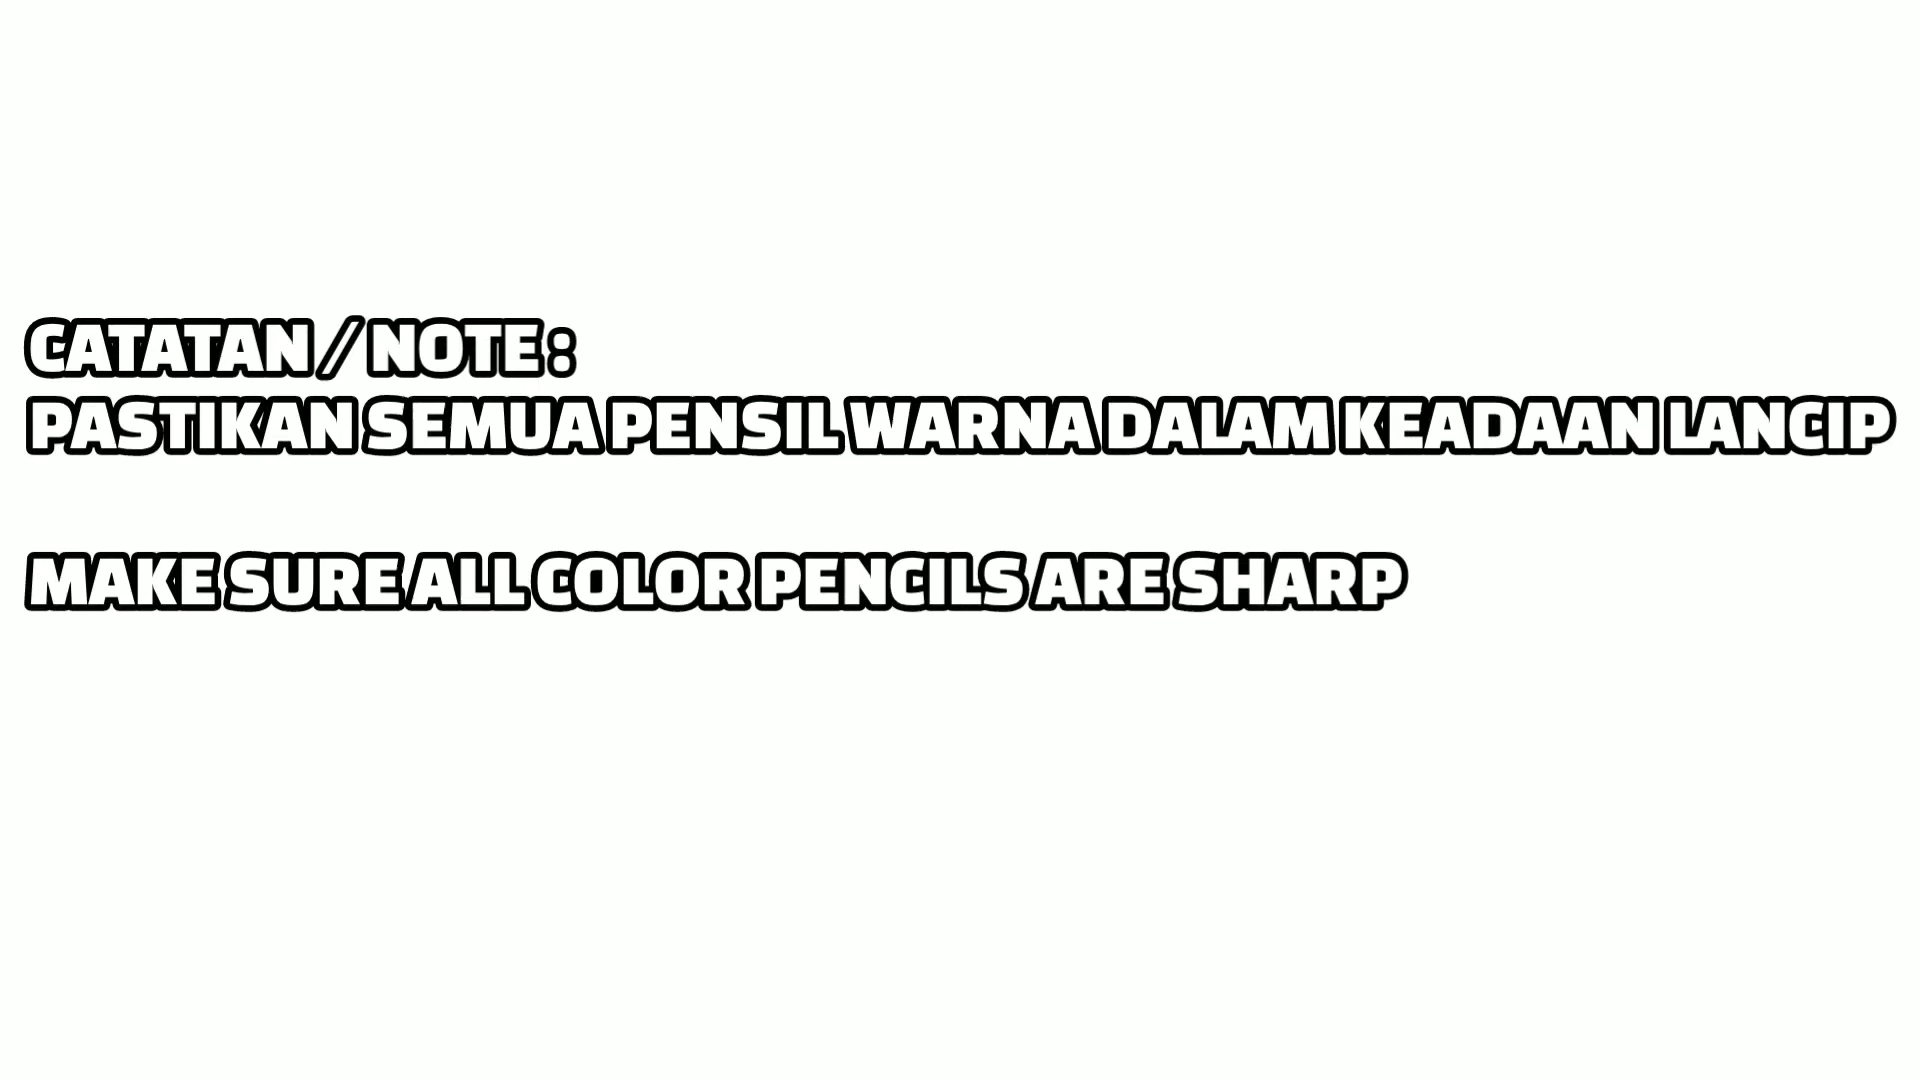 CATATAN / NOTE :
PASTIKAN SEMUA PENSIL WARNA DALAM KEADAAN LANCIP
MAKE SURE ALL COLOR PENCILS ARE SHARP